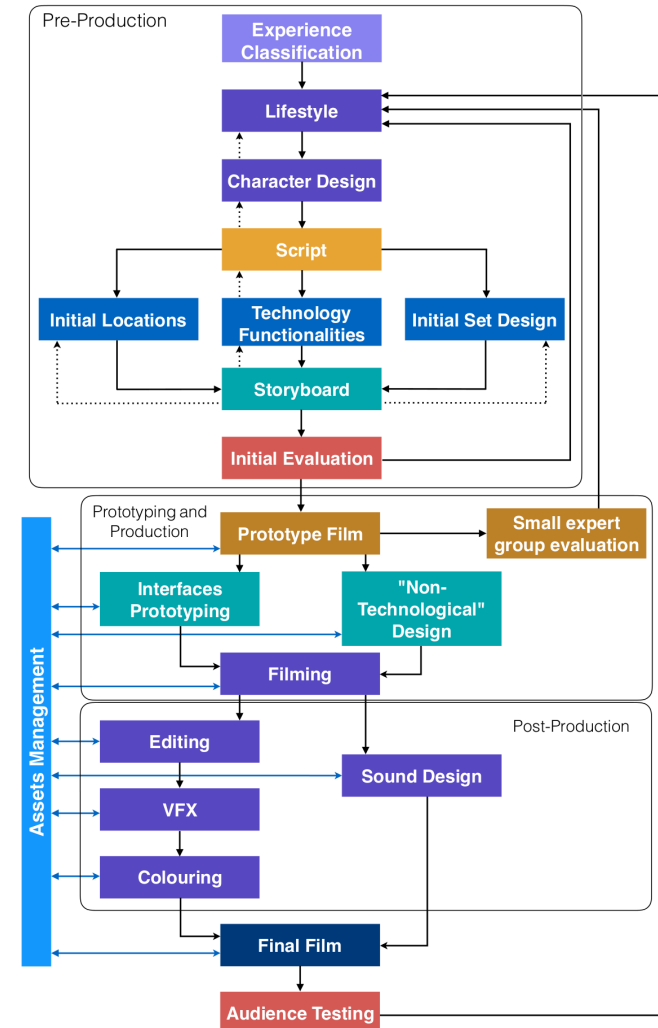 Pre-Production
Experience
Classification
Lifestyle
Character Design
Script
Initial Locations
Technology
Functionalities
Initial Set Design
Storyboard
Initial Evaluation
Prototyping and
Production
Prototype Film
Small expert
group evaluation
Interfaces
Prototyping
"Non-
Technological"
Design
Filming
Assets Management
Post-Production
Editing
Sound Design
VFX
Colouring
Final Film
Audience Testing